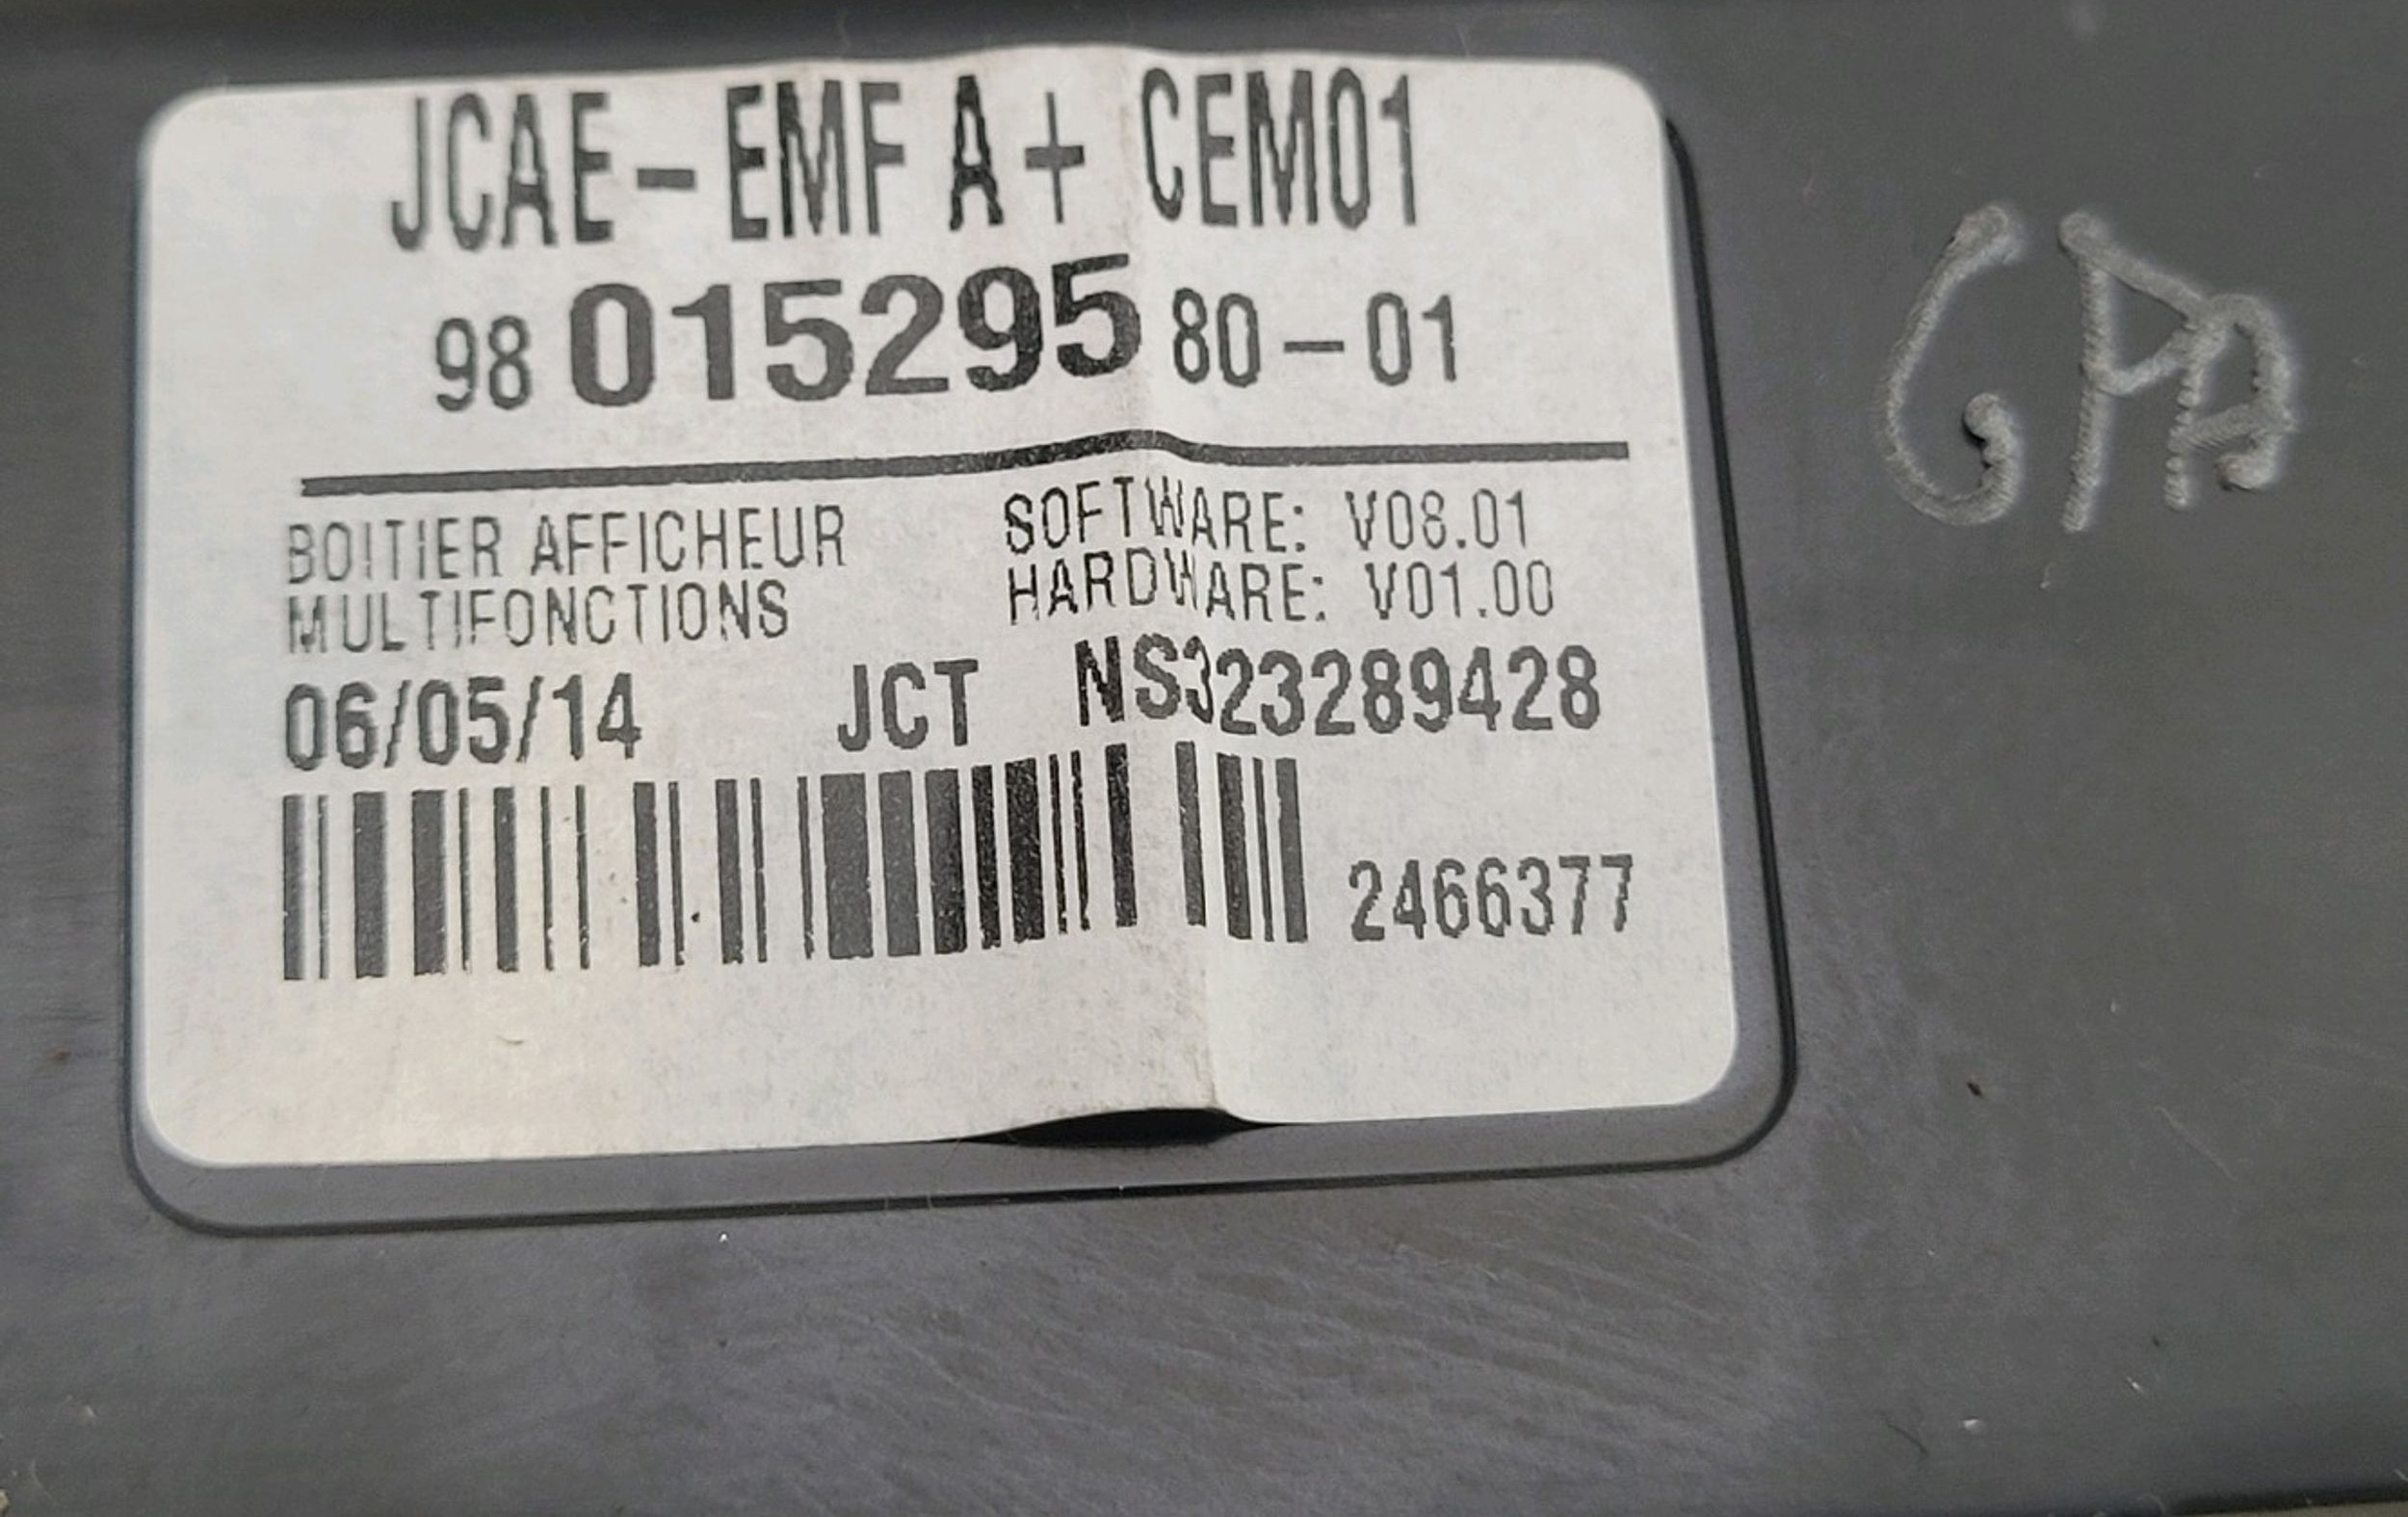 JCAE-EMF A+ CEM01
98 015295 80-01
BOITIER AFFICHEUR
MULTIFONCTIONS
SOFTWARE: V08.01
HARDWARE: V01.00
06/05/14 JCT NS323289428
2466377
GPA